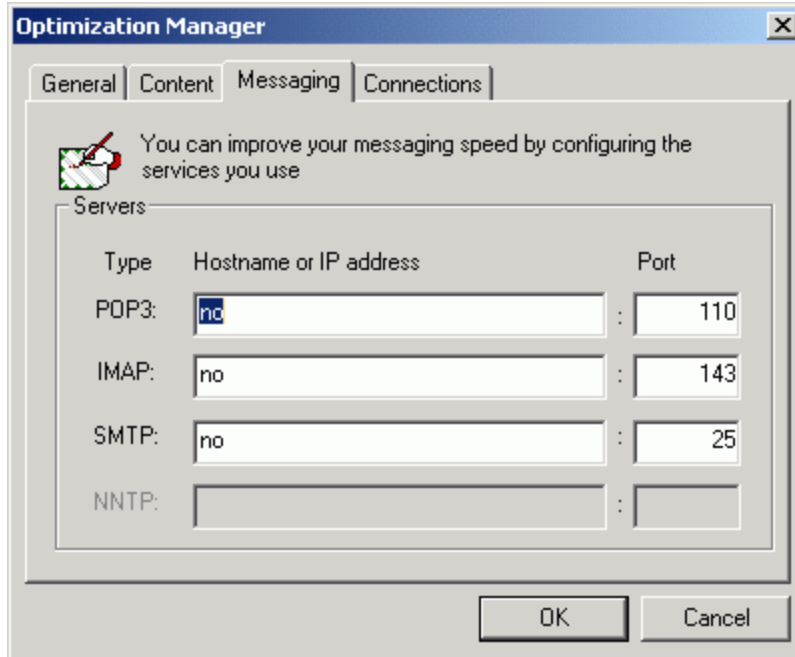 Optimization Manager
General Content Messaging Connections
You can improve your messaging speed by configuring the
services you use
Servers
Type Hostname or IP address Port
POP3: no : 110
IMAP: no : 143
SMTP: no : 25
NNTP: :
OK Cancel